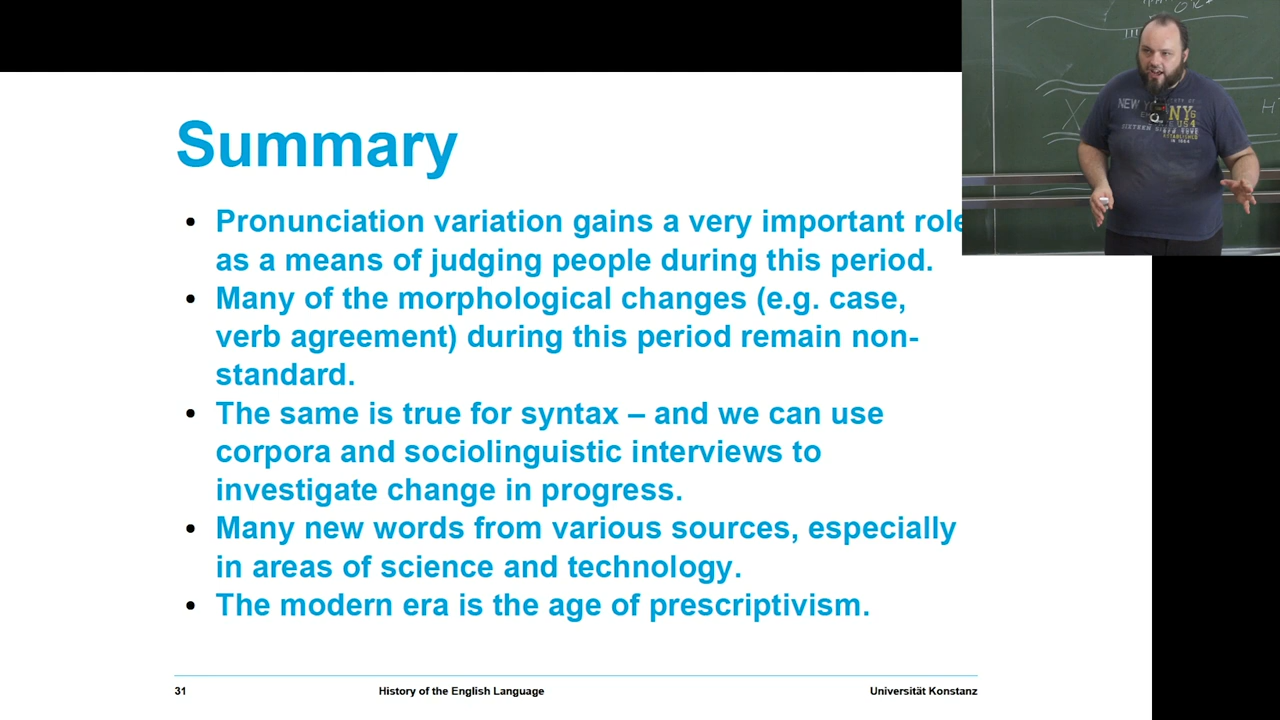 Summary
• Pronunciation variation gains a very important role
as a means of judging people during this period.
• Many of the morphological changes (e.g. case,
verb agreement) during this period remain non-
standard.
• The same is true for syntax – and we can use
corpora and sociolinguistic interviews to
investigate change in progress.
• Many new words from various sources, especially
in areas of science and technology.
• The modern era is the age of prescriptivism.
31 History of the English Language Universität Konstanz
NEW
NY